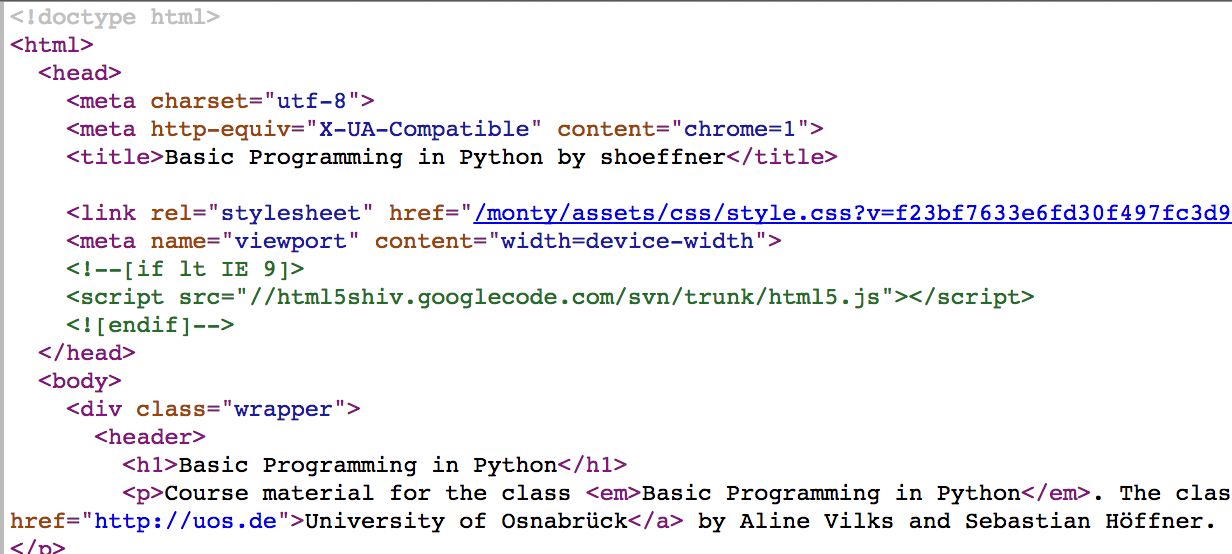 <!doctype html>
<html>
<head>
<meta charset="utf-8">
<meta http-equiv="X-UA-Compatible" content="chrome=1">
<title>Basic Programming in Python by shoeffner</title>
<link rel="stylesheet" href="/monty/assets/css/style.css?v=f23bf7633e6fd30f497fc3d9
<meta name="viewport" content="width=device-width">
<!--[if lt IE 9]>
<script src="//html5shiv.googlecode.com/svn/trunk/html5.js"></script>
<![endif]-->
</head>
<body>
<div class="wrapper">
<header>
<h1>Basic Programming in Python</h1>
<p>Course material for the class <em>Basic Programming in Python</em>. The clas
href="http://uos.de">University of Osnabrück</a> by Aline Vilks and Sebastian Höffner.
</p>